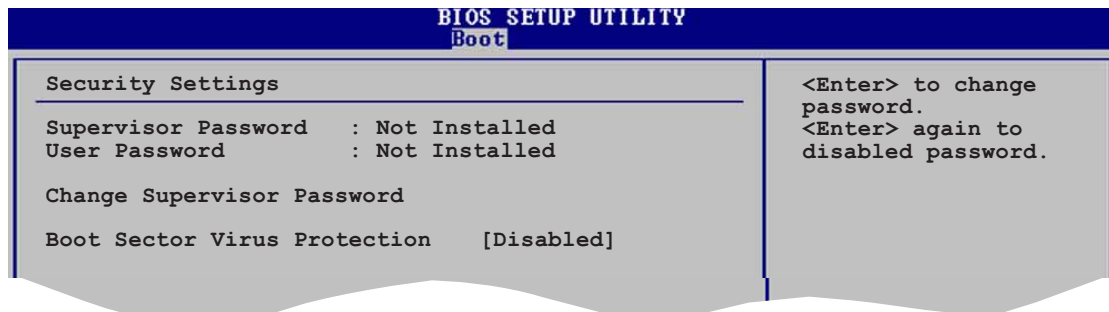 BIOS SETUP UTILITY
Boot
Security Settings
Supervisor Password : Not Installed
User Password : Not Installed
Change Supervisor Password
Boot Sector Virus Protection [Disabled]
<Enter> to change
password.
<Enter> again to
disabled password.